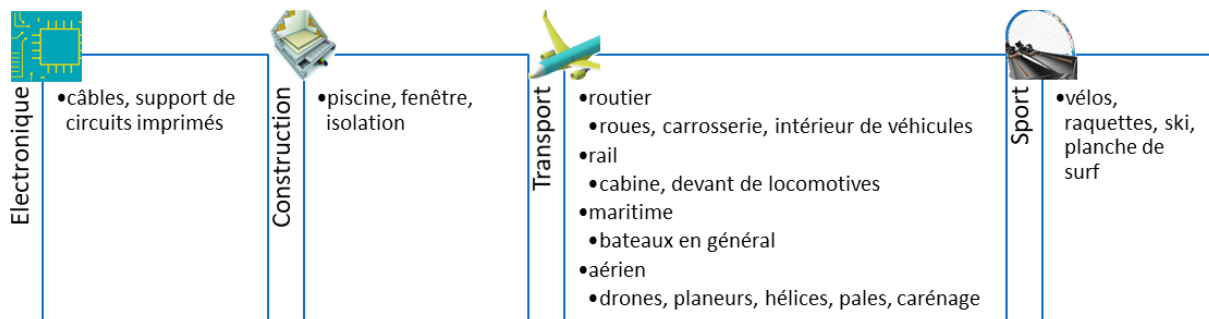 Electronique
•câbles, support de
circuits imprimés
Construction
•piscine, fenêtre,
isolation
Transport
•routier
•roues, carrosserie, intérieur de véhicules
•rail
•cabine, devant de locomotives
•maritime
•bateaux en général
•aérien
•drones, planeurs, hélices, pales, carénage
Sport
•vélos,
raquettes, ski,
planche de
surf